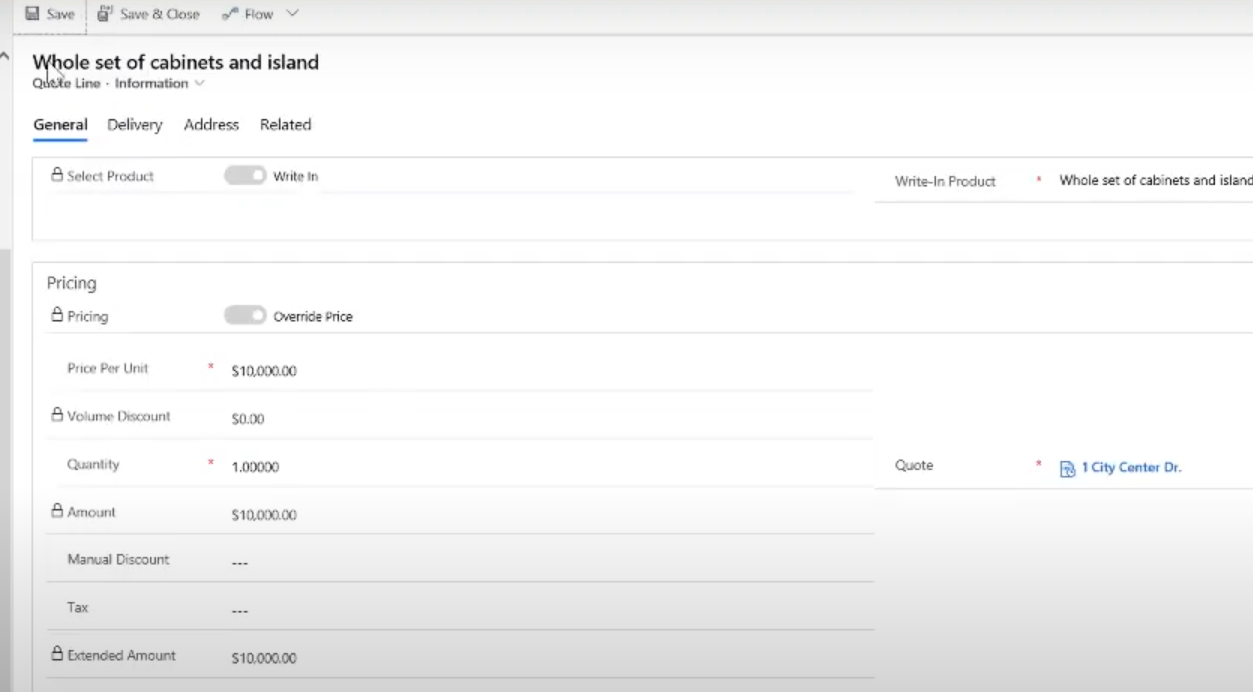 Save Save & Close Flow
Whole set of cabinets and island
Quote Line · Information
General Delivery Address Related
Select Product Write In
Write-In Product * Whole set of cabinets and island
Pricing
Pricing Override Price
Price Per Unit * $10,000.00
Volume Discount $0.00
Quantity * 1.00000
Quote * 1 City Center Dr.
Amount $10,000.00
Manual Discount ---
Tax ---
Extended Amount $10,000.00